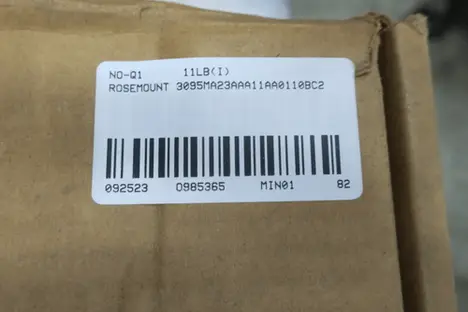 NO-Q1 11LB(I)
ROSEMOUNT 3095MA23AAA11AA0110BC2
092523 0985365 MIN01 82